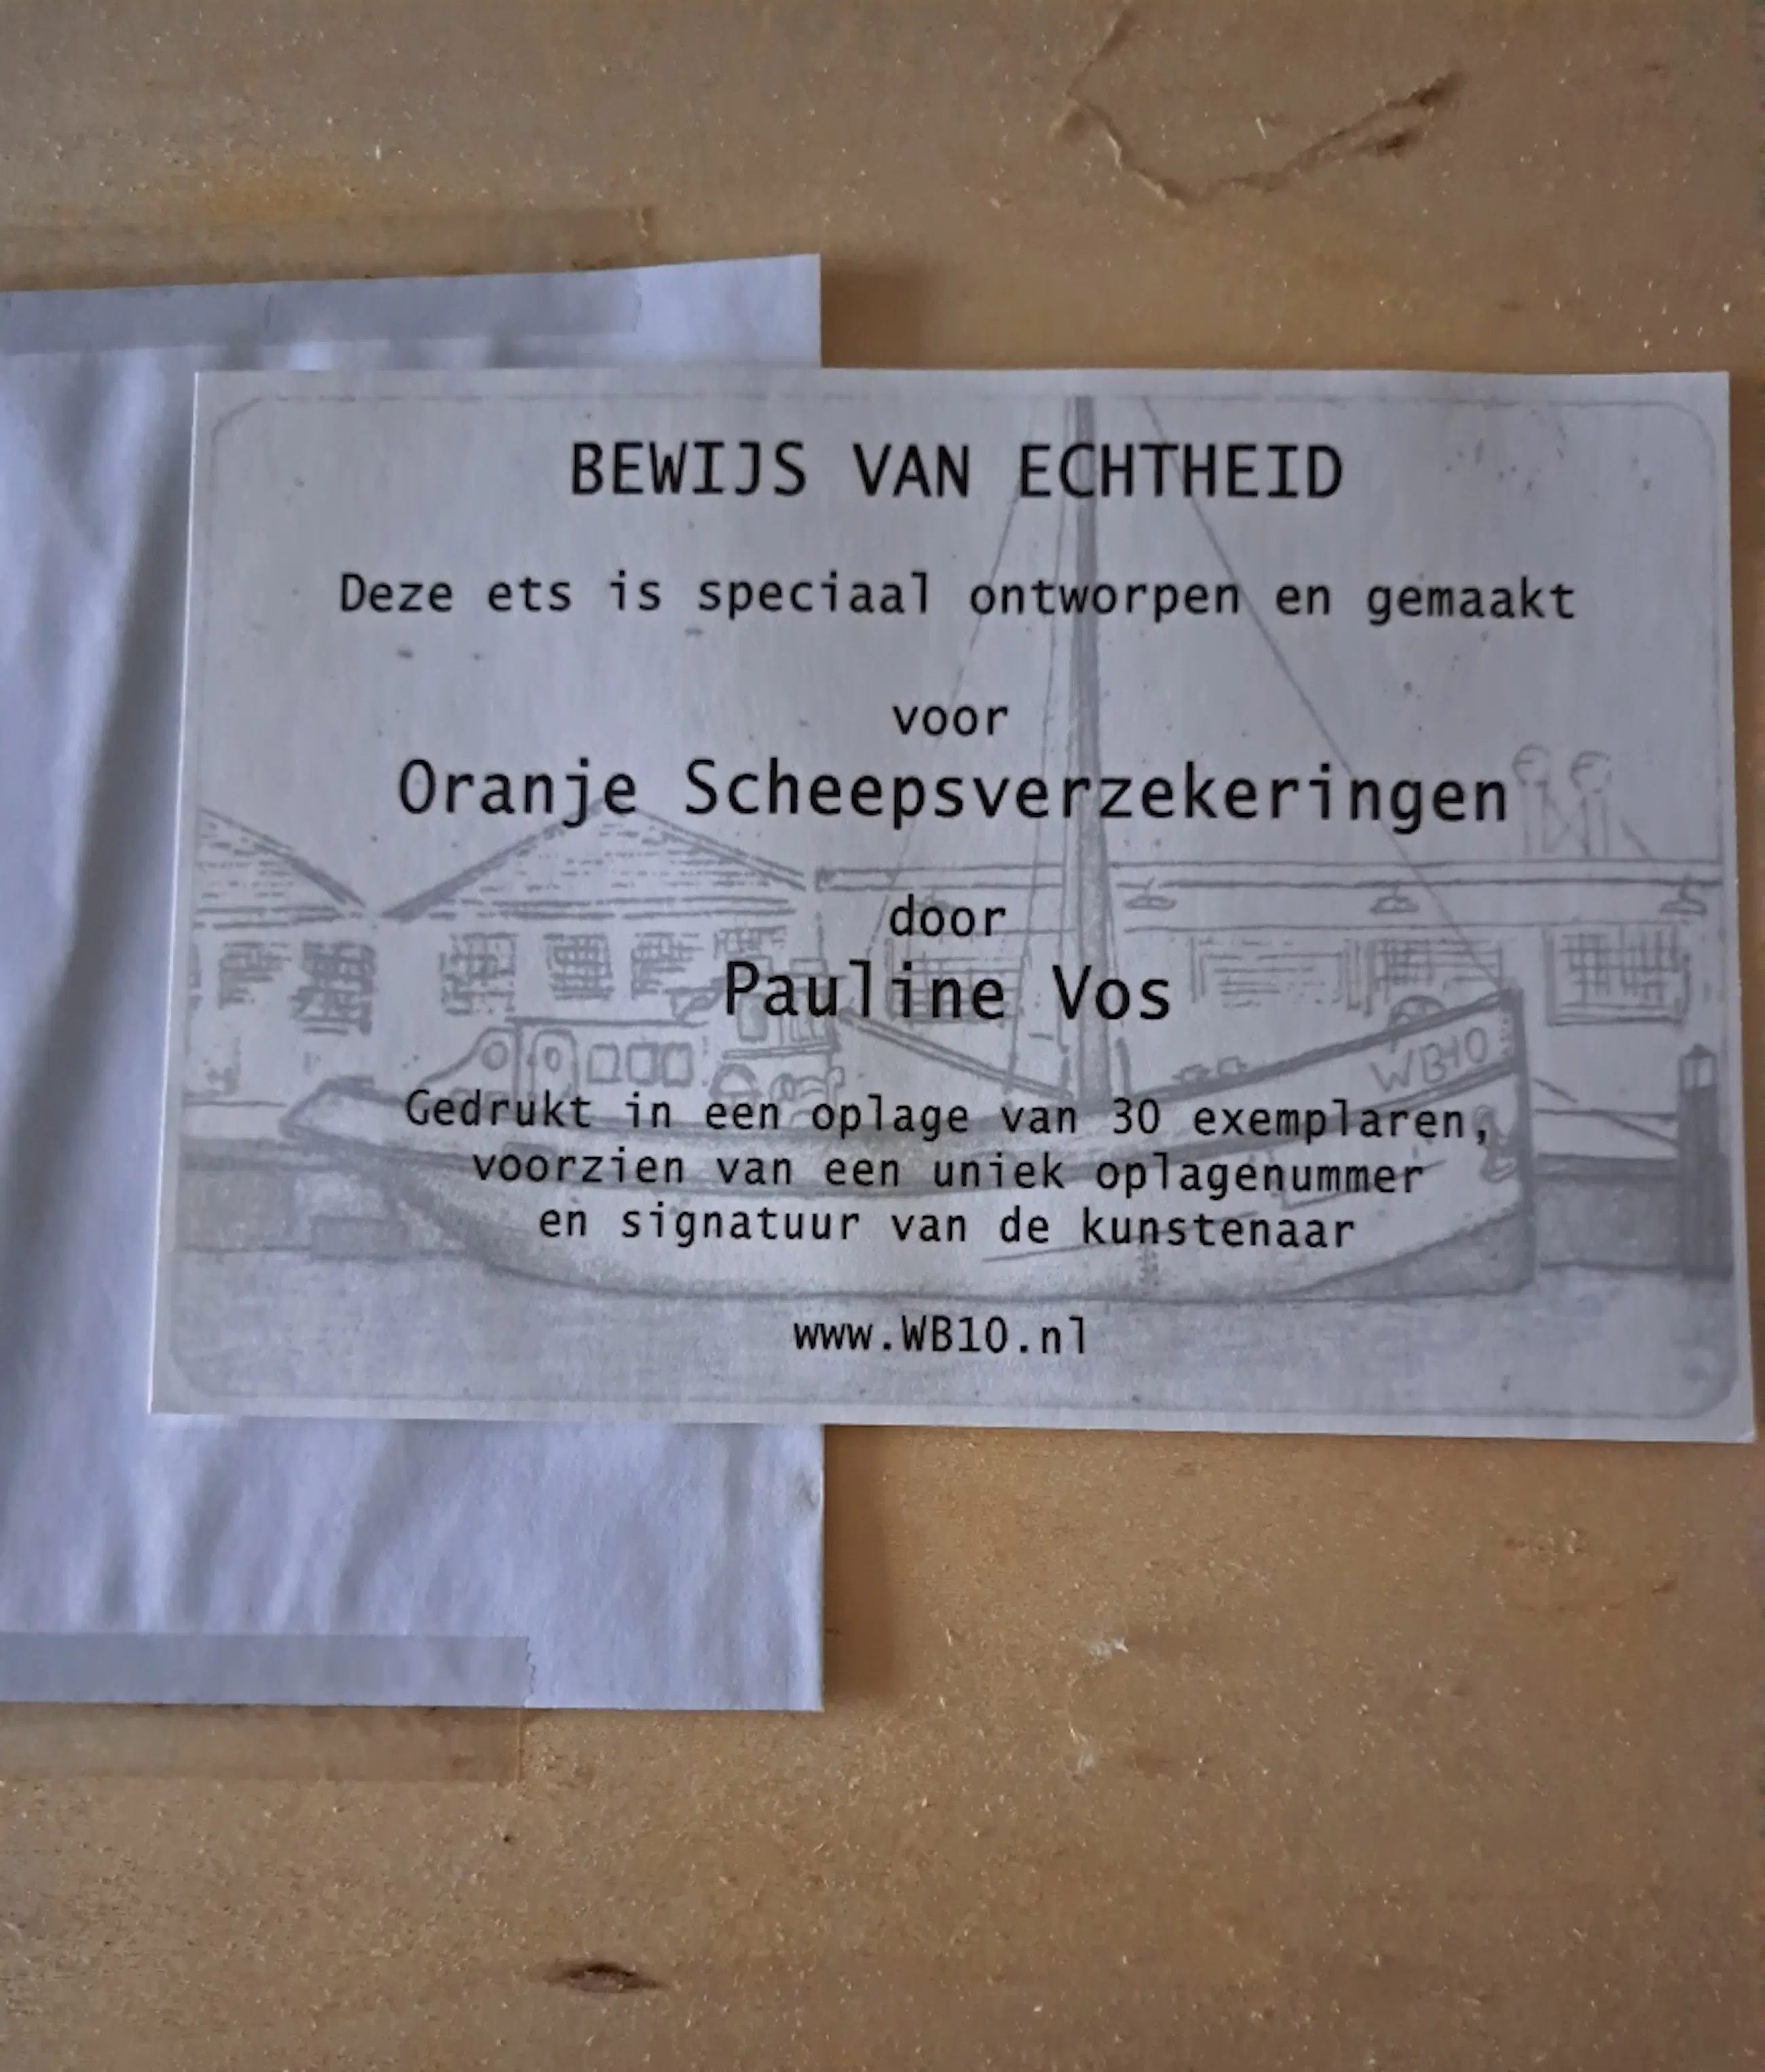 BEWIJS VAN ECHTHEID
Deze ets is speciaal ontworpen en gemaakt
voor
Oranje Scheepsverzekeringen
door
Pauline Vos
WB10
Gedrukt in een oplage van 30 exemplaren,
voorzien van een uniek oplagenummer
en signatuur van de kunstenaar
www.WB10.nl